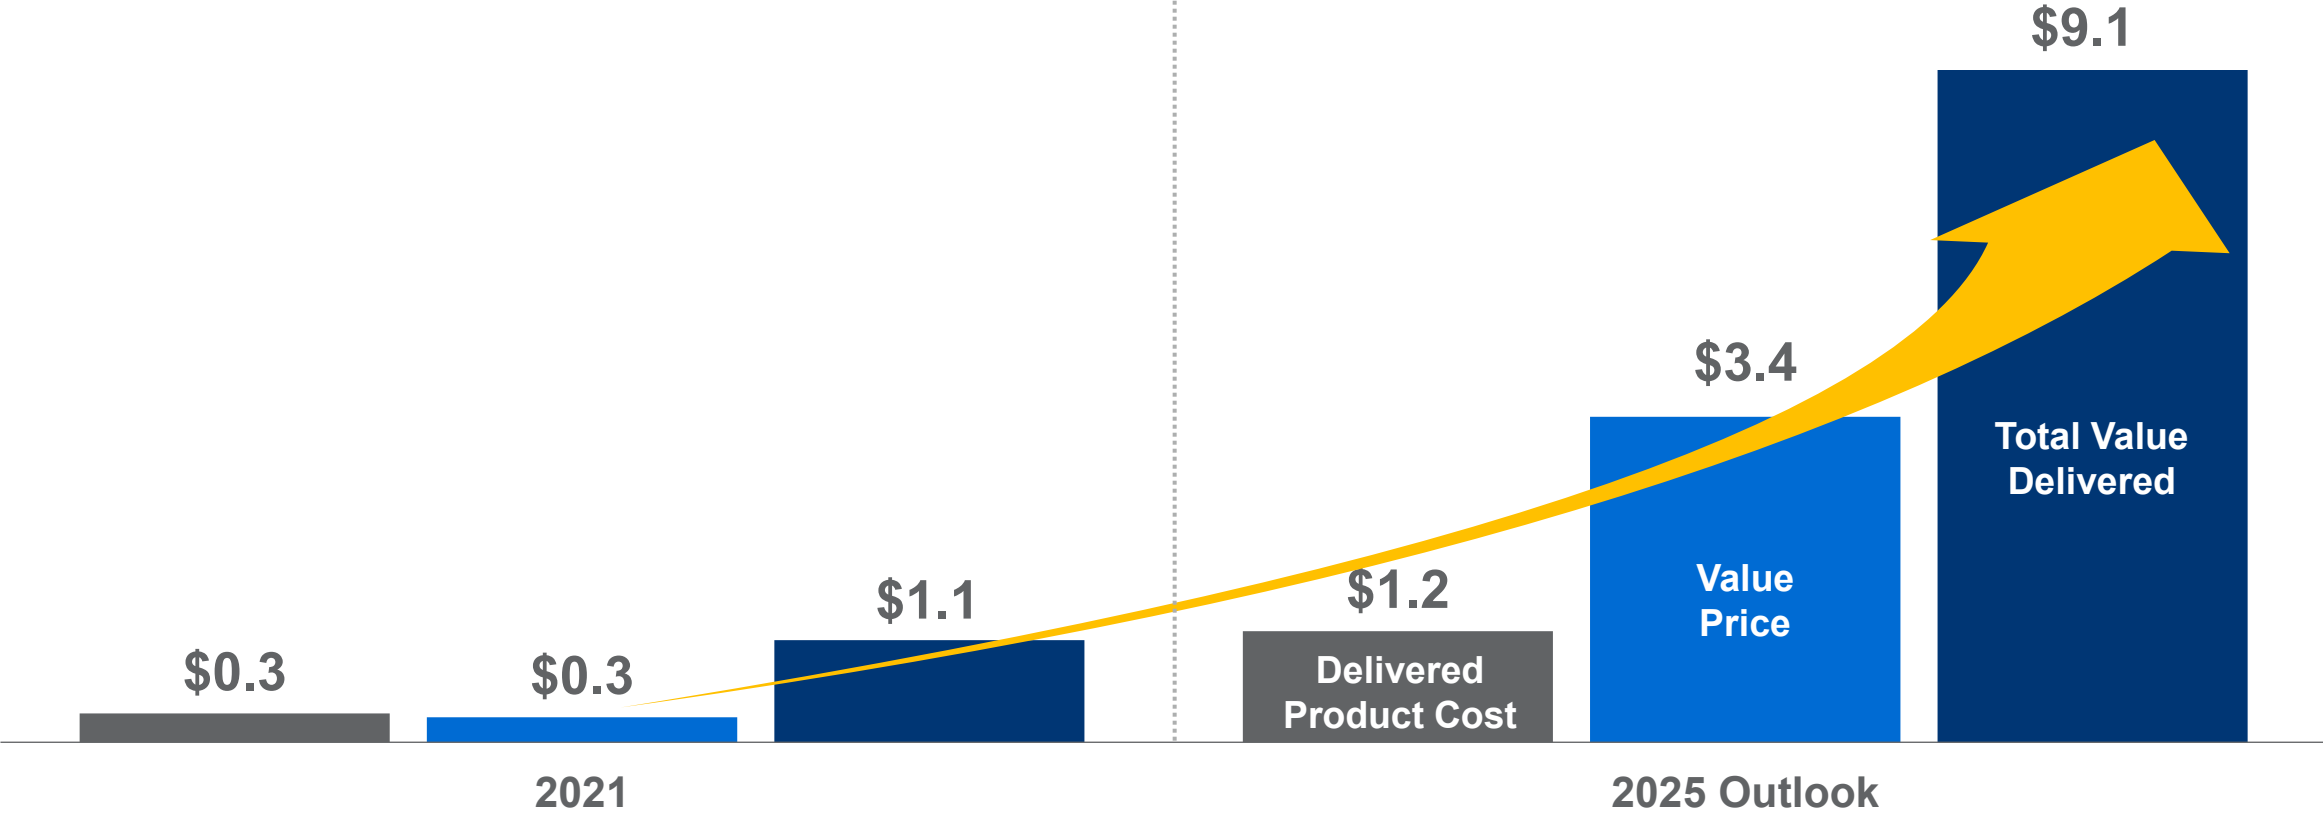 $9.1
$3.4
$1.2
$1.1
$0.3
$0.3
Total Value
Delivered
Value
Price
Delivered
Product Cost
2021
2025 Outlook